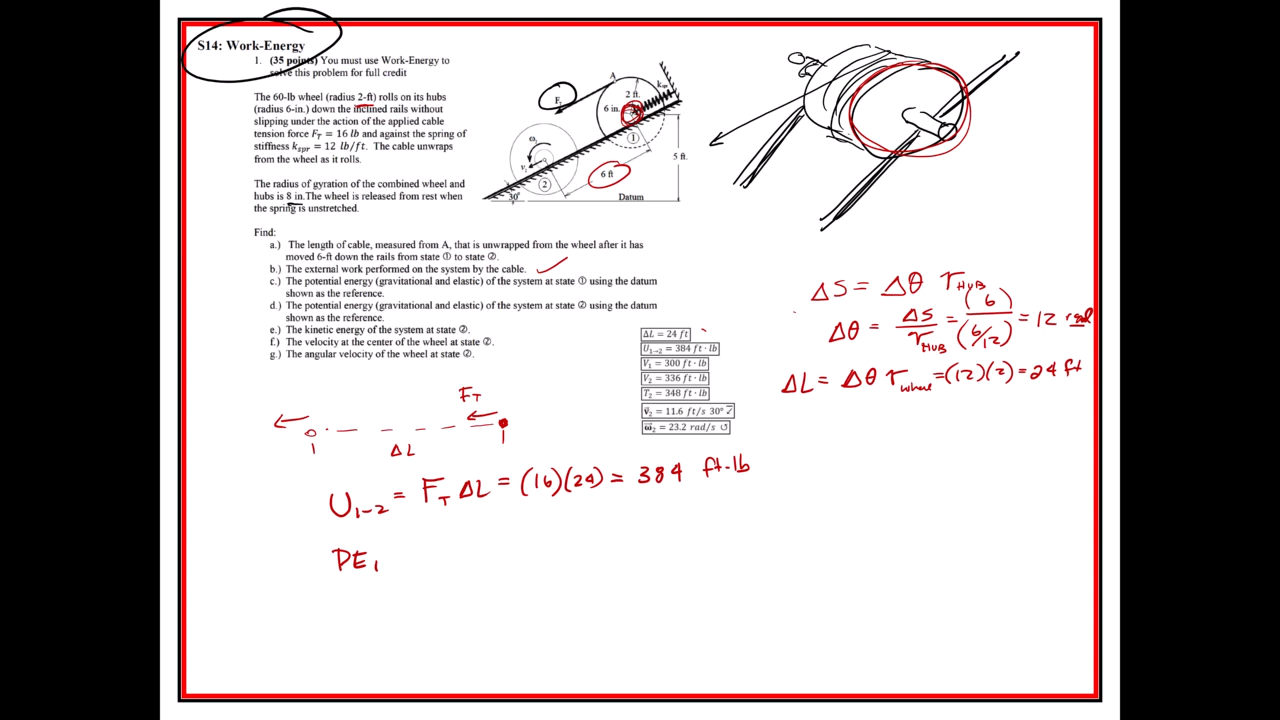 S14: Work-Energy
1. (35 points) You must use Work-Energy to
solve this problem for full credit
The 60-lb wheel (radius 2-ft) rolls on its hubs
(radius 6-in.) down the inclined rails without
slipping under the action of the applied cable
tension force F_T = 16 lb and against the spring of
stiffness k_spr = 12 lb/ft. The cable unwraps
from the wheel as it rolls.
The radius of gyration of the combined wheel and
hubs is 8 in.The wheel is released from rest when
the spring is unstretched.
Find:
a.) The length of cable, measured from A, that is unwrapped from the wheel after it has
moved 6-ft down the rails from state ① to state ②.
b.) The external work performed on the system by the cable.
c.) The potential energy (gravitational and elastic) of the system at state ① using the datum
shown as the reference.
d.) The potential energy (gravitational and elastic) of the system at state ② using the datum
shown as the reference.
e.) The kinetic energy of the system at state ②.
f.) The velocity at the center of the wheel at state ②.
g.) The angular velocity of the wheel at state ②.
A
F_T
2 ft.
k_spr
6 in.
①
5 ft.
6 ft
②
30°
Datum
ΔL = 24 ft
U₁₋₂ = 384 ft · lb
V₁ = 300 ft · lb
V₂ = 336 ft · lb
T₂ = 348 ft · lb
v⃗₂ = 11.6 ft/s 30° ↙
ω⃗₂ = 23.2 rad/s ↺
ΔS = Δθ r_HUB
Δθ = ΔS / r_HUB = (6) / (6/12) = 12 rad
ΔL = Δθ r_wheel = (12)(2) = 24 ft
F_T
1 ΔL 1
U₁₋₂ = F_T ΔL = (16)(24) = 384 ft-lb
PE₁